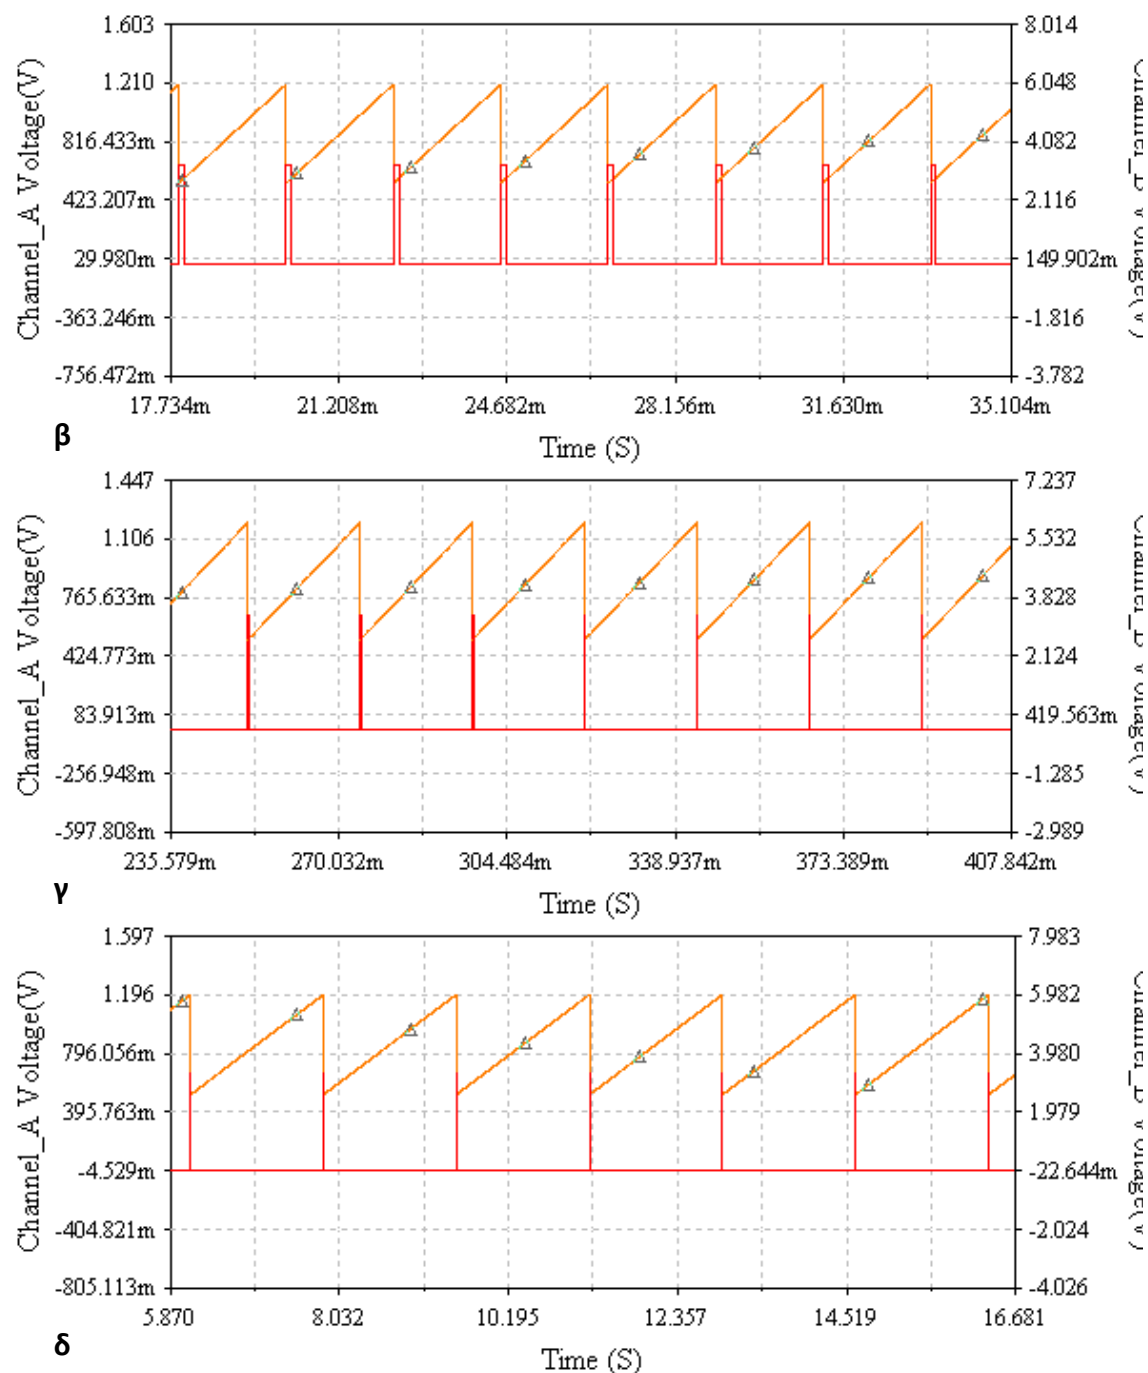 1.603
1.210
816.433m
423.207m
29.980m
-363.246m
-756.472m
Channel_A Voltage(V)
8.014
6.048
4.082
2.116
149.902m
-1.816
-3.782
Channel_B Voltage(V)
17.734m 21.208m 24.682m 28.156m 31.630m 35.104m
Time (S)
β
1.447
1.106
765.633m
424.773m
83.913m
-256.948m
-597.808m
Channel_A Voltage(V)
7.237
5.532
3.828
2.124
419.563m
-1.285
-2.989
Channel_B Voltage(V)
235.579m 270.032m 304.484m 338.937m 373.389m 407.842m
Time (S)
γ
1.597
1.196
796.056m
395.763m
-4.529m
-404.821m
-805.113m
Channel_A Voltage(V)
7.983
5.982
3.980
1.979
-22.644m
-2.024
-4.026
Channel_B Voltage(V)
5.870 8.032 10.195 12.357 14.519 16.681
Time (S)
δ